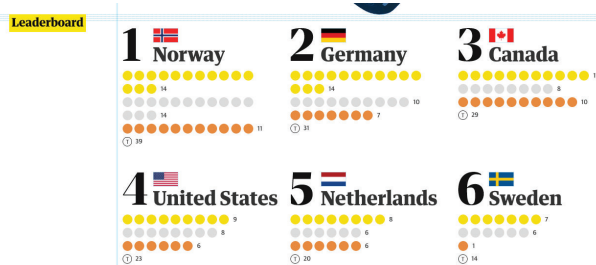 Leaderboard
1 Norway
14
14
11
T 39
2 Germany
14
10
7
T 31
3 Canada
8
10
T 29
4 United States
9
8
6
T 23
5 Netherlands
8
6
6
T 20
6 Sweden
7
6
1
T 14